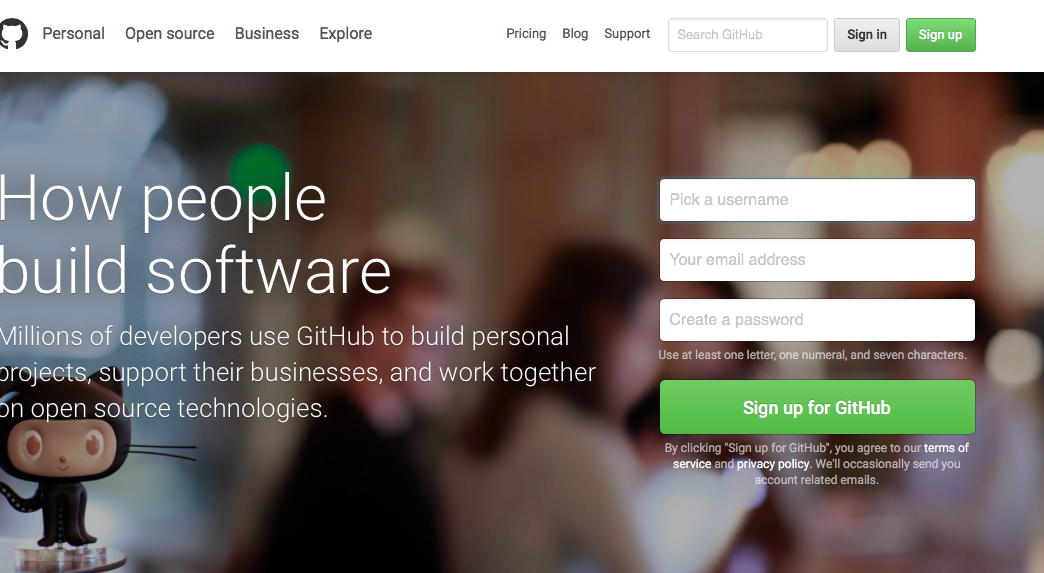 Personal Open source Business Explore Pricing Blog Support Search GitHub Sign in Sign up
How people
build software
Millions of developers use GitHub to build personal
projects, support their businesses, and work together
on open source technologies.
Pick a username
Your email address
Create a password
Use at least one letter, one numeral, and seven characters.
Sign up for GitHub
By clicking "Sign up for GitHub", you agree to our terms of
service and privacy policy. We'll occasionally send you
account related emails.